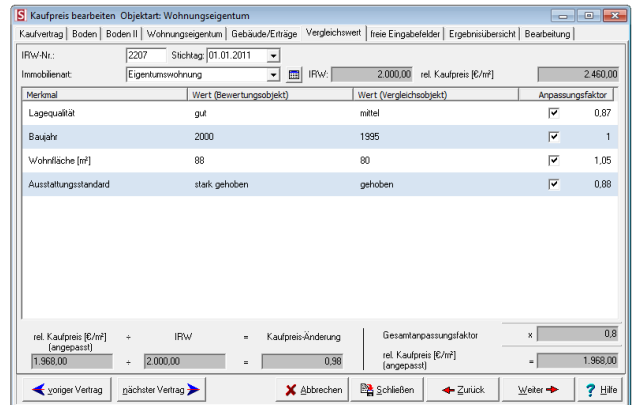 S Kaufpreis bearbeiten Objektart: Wohnungseigentum
Kaufvertrag Boden Boden II Wohnungseigentum Gebäude/Erträge Vergleichswert freie Eingabefelder Ergebnisübersicht Bearbeitung
IRW-Nr.: 2207 Stichtag: 01.01.2011
Immobilienart: Eigentumswohnung IRW: 2.000,00 rel. Kaufpreis [€/m²] 2.460,00
Merkmal Wert (Bewertungsobjekt) Wert (Vergleichsobjekt) Anpassungsfaktor
Lagequalität gut mittel 0,87
Baujahr 2000 1995 1
Wohnfläche [m²] 88 80 1,05
Ausstattungsstandard stark gehoben gehoben 0,88
rel. Kaufpreis [€/m²] ÷ IRW = Kaufpreis-Änderung Gesamtanpassungsfaktor x 0,8
(angepasst)
1.968,00 ÷ 2.000,00 = 0,98 rel. Kaufpreis [€/m²] = 1.968,00
(angepasst)
voriger Vertrag nächster Vertrag Abbrechen Schließen Zurück Weiter ? Hilfe